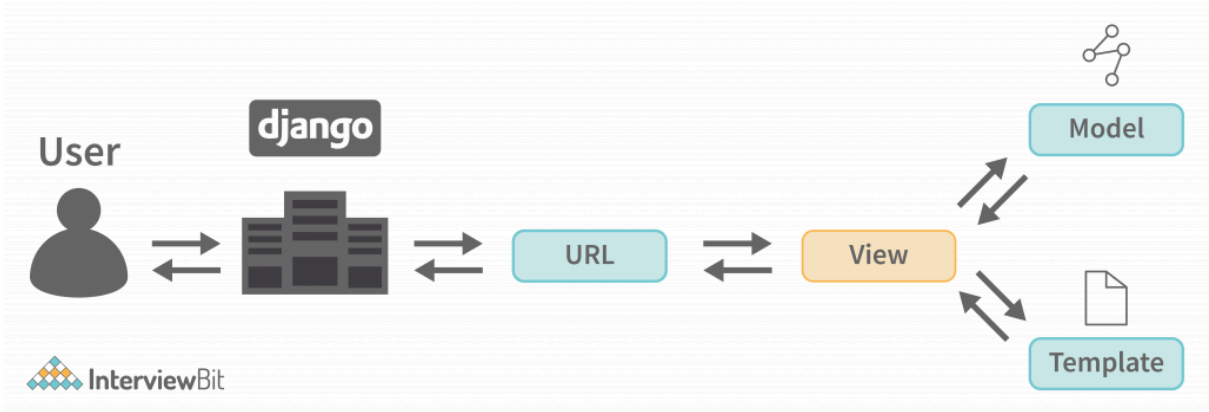 User
django
URL
View
Model
Template
InterviewBit